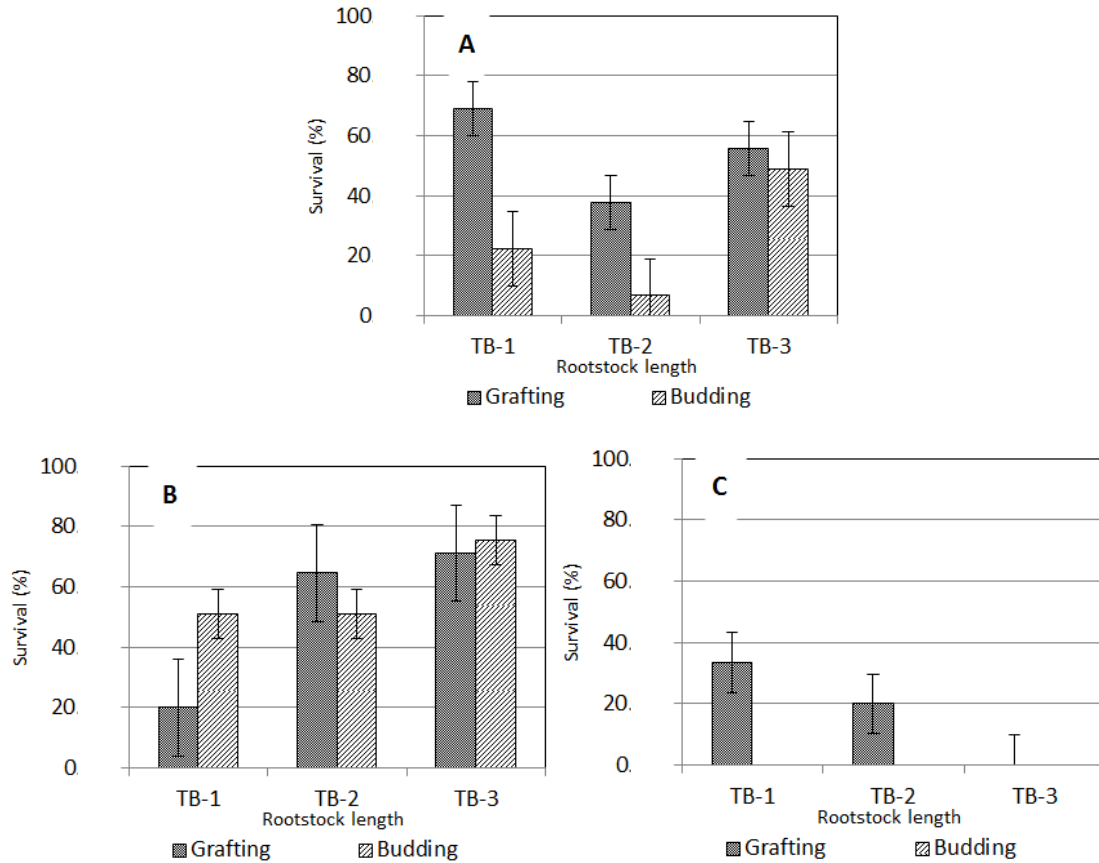 A
Survival (%)
100
80.
60
40
20
0
TB-1 TB-2 TB-3
Rootstock length
Grafting Budding
B
Survival (%)
100.
80.
60.
40.
20.
0.
TB-1 TB-2 TB-3
Rootstock length
Grafting Budding
C
Survival (%)
100.
80.
60.
40.
20.
0.
TB-1 TB-2 TB-3
Rootstock length
Grafting Budding